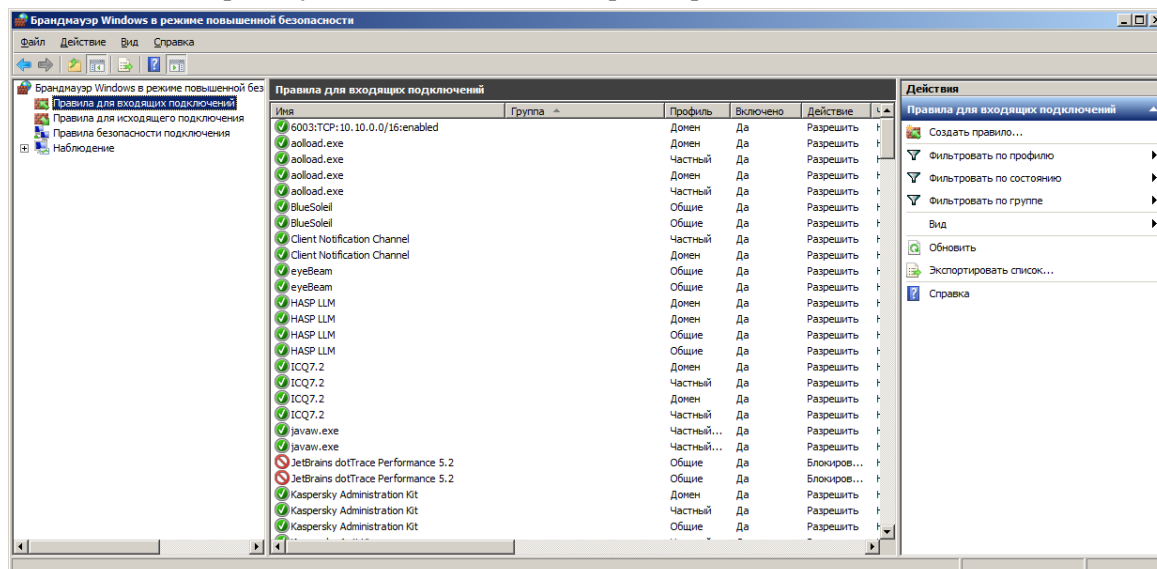 Брандмауэр Windows в режиме повышенной безопасности
Файл Действие Вид Справка
Брандмауэр Windows в режиме повышенной без
Правила для входящих подключений
Правила для исходящего подключения
Правила безопасности подключения
Наблюдение
Правила для входящих подключений
Имя Группа Профиль Включено Действие
6003:TCP:10.10.0.0/16:enabled Домен Да Разрешить
aolload.exe Домен Да Разрешить
aolload.exe Частный Да Разрешить
aolload.exe Домен Да Разрешить
aolload.exe Частный Да Разрешить
BlueSoleil Общие Да Разрешить
BlueSoleil Общие Да Разрешить
Client Notification Channel Частный Да Разрешить
Client Notification Channel Домен Да Разрешить
eyeBeam Общие Да Разрешить
eyeBeam Общие Да Разрешить
HASP LLM Домен Да Разрешить
HASP LLM Домен Да Разрешить
HASP LLM Общие Да Разрешить
HASP LLM Общие Да Разрешить
ICQ7.2 Домен Да Разрешить
ICQ7.2 Частный Да Разрешить
ICQ7.2 Домен Да Разрешить
ICQ7.2 Частный Да Разрешить
javaw.exe Частный... Да Разрешить
javaw.exe Частный... Да Разрешить
JetBrains dotTrace Performance 5.2 Общие Да Блокиров...
JetBrains dotTrace Performance 5.2 Общие Да Блокиров...
Kaspersky Administration Kit Домен Да Разрешить
Kaspersky Administration Kit Частный Да Разрешить
Kaspersky Administration Kit Общие Да Разрешить
Действия
Правила для входящих подключений
Создать правило...
Фильтровать по профилю
Фильтровать по состоянию
Фильтровать по группе
Вид
Обновить
Экспортировать список...
Справка